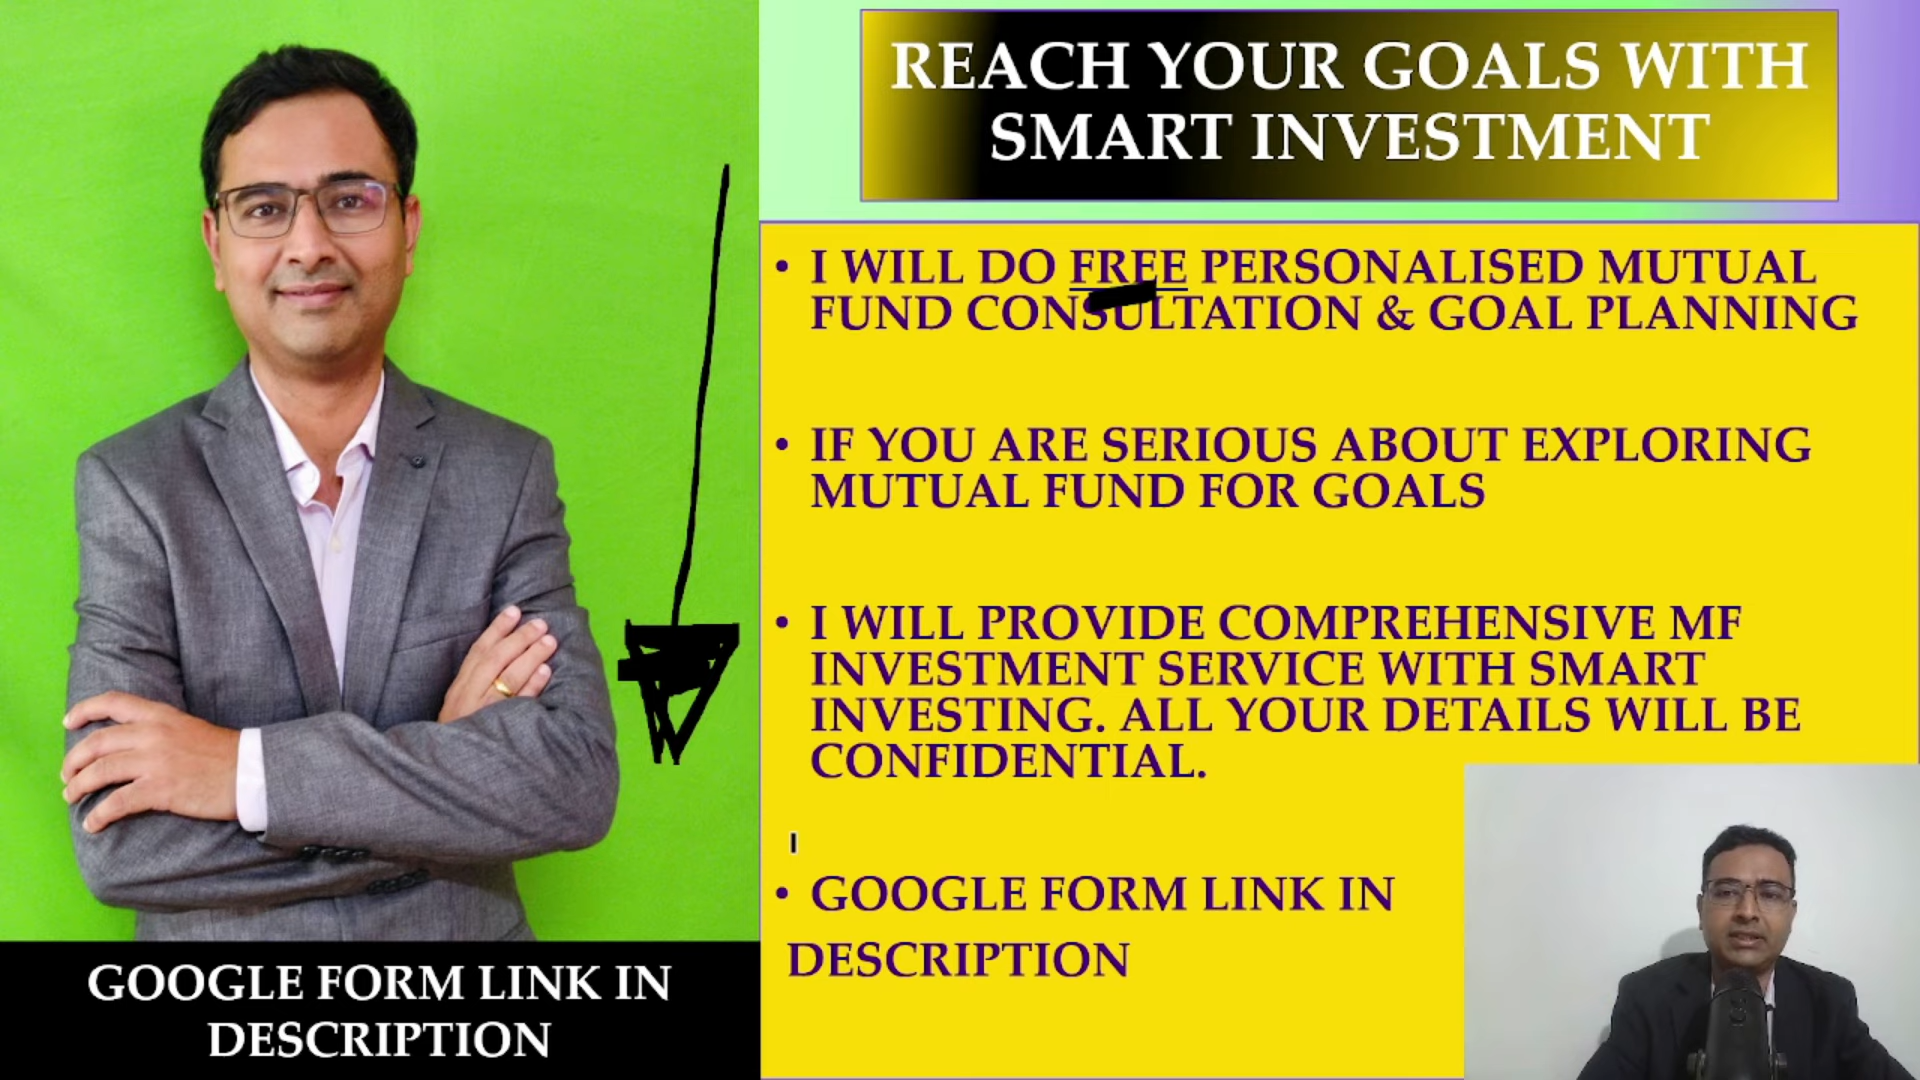 REACH YOUR GOALS WITH
SMART INVESTMENT
• I WILL DO FREE PERSONALISED MUTUAL
FUND CONSULTATION & GOAL PLANNING
• IF YOU ARE SERIOUS ABOUT EXPLORING
MUTUAL FUND FOR GOALS
• I WILL PROVIDE COMPREHENSIVE MF
INVESTMENT SERVICE WITH SMART
INVESTING. ALL YOUR DETAILS WILL BE
CONFIDENTIAL.
• GOOGLE FORM LINK IN
DESCRIPTION
GOOGLE FORM LINK IN
DESCRIPTION